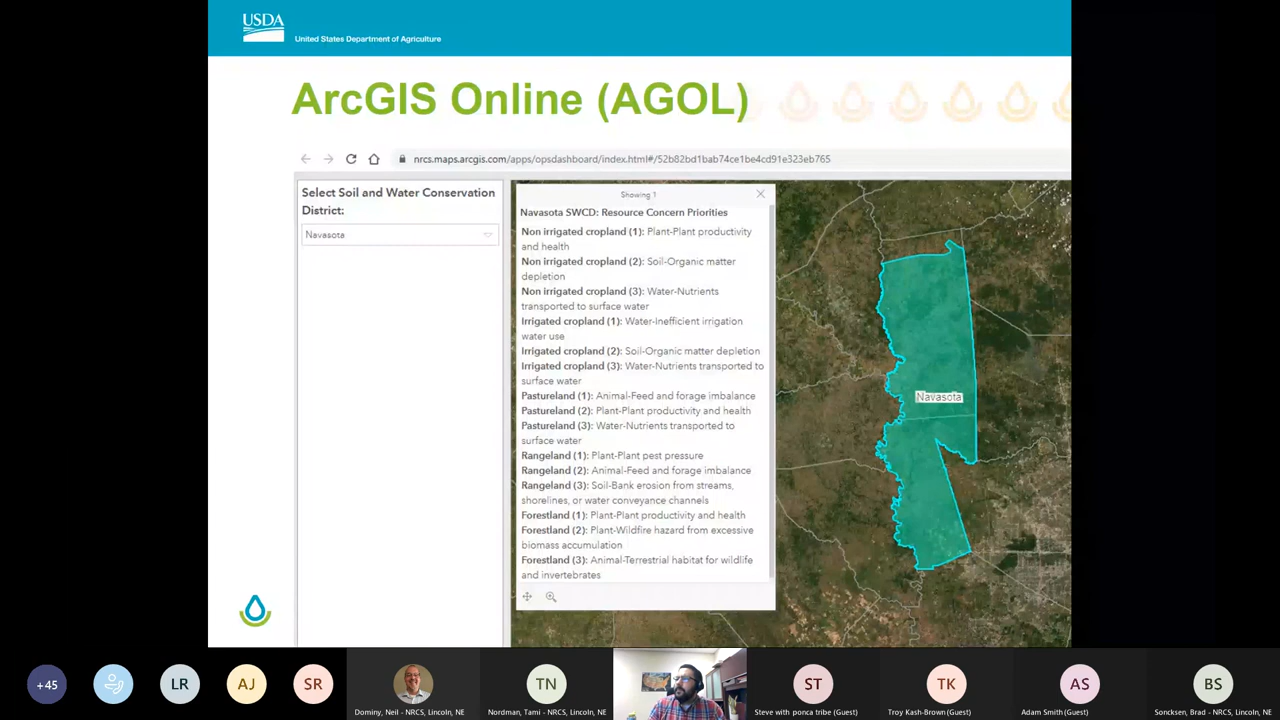 USDA
United States Department of Agriculture
ArcGIS Online (AGOL)
nrcs.maps.arcgis.com/apps/opsdashboard/index.html#/52b82bd1bab74ce1be4cd91e323eb765
Select Soil and Water Conservation
District:
Navasota
Showing 1
Navasota SWCD: Resource Concern Priorities
Non irrigated cropland (1): Plant-Plant productivity
and health
Non irrigated cropland (2): Soil-Organic matter
depletion
Non irrigated cropland (3): Water-Nutrients
transported to surface water
Irrigated cropland (1): Water-Inefficient irrigation
water use
Irrigated cropland (2): Soil-Organic matter depletion
Irrigated cropland (3): Water-Nutrients transported to
surface water
Pastureland (1): Animal-Feed and forage imbalance
Pastureland (2): Plant-Plant productivity and health
Pastureland (3): Water-Nutrients transported to
surface water
Rangeland (1): Plant-Plant pest pressure
Rangeland (2): Animal-Feed and forage imbalance
Rangeland (3): Soil-Bank erosion from streams,
shorelines, or water conveyance channels
Forestland (1): Plant-Plant productivity and health
Forestland (2): Plant-Wildfire hazard from excessive
biomass accumulation
Forestland (3): Animal-Terrestrial habitat for wildlife
and invertebrates
Navasota
+45
LR
AJ
SR
Dominy, Neil - NRCS, Lincoln, NE
TN
Nordman, Tami - NRCS, Lincoln, NE
ST
Steve with ponca tribe (Guest)
TK
Troy Kash-Brown (Guest)
AS
Adam Smith (Guest)
BS
Soncksen, Brad - NRCS, Lincoln, NE